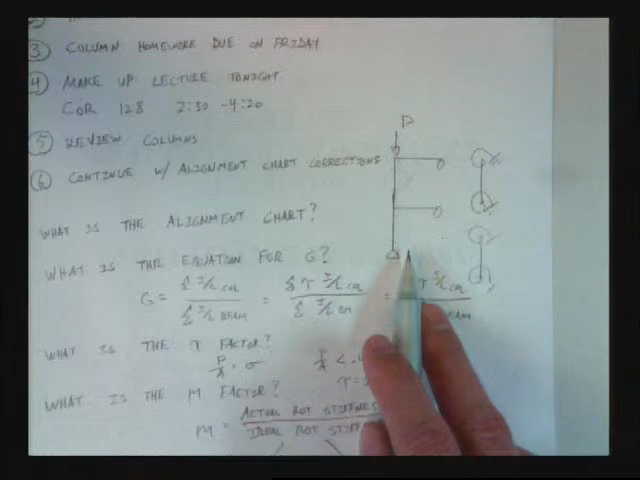 ③ COLUMN HOMEWORK DUE ON FRIDAY
④ MAKE UP LECTURE TONIGHT
COR 128 2:30 - 4:20
⑤ REVIEW COLUMNS
⑥ CONTINUE W/ ALIGNMENT CHART CORRECTIONS
P
WHAT IS THE ALIGNMENT CHART?
WHAT IS THE EQUATION FOR G?
G = Σ I/L COL / Σ I/L BEAM = Σ τ I/L COL / Σ I/L BM = τ I/L COL
WHAT IS THE τ FACTOR?
P/A = σ P/A <
τ =
WHAT IS THE M FACTOR?
M = ACTUAL ROT STIFFNESS / IDEAL ROT STIFF